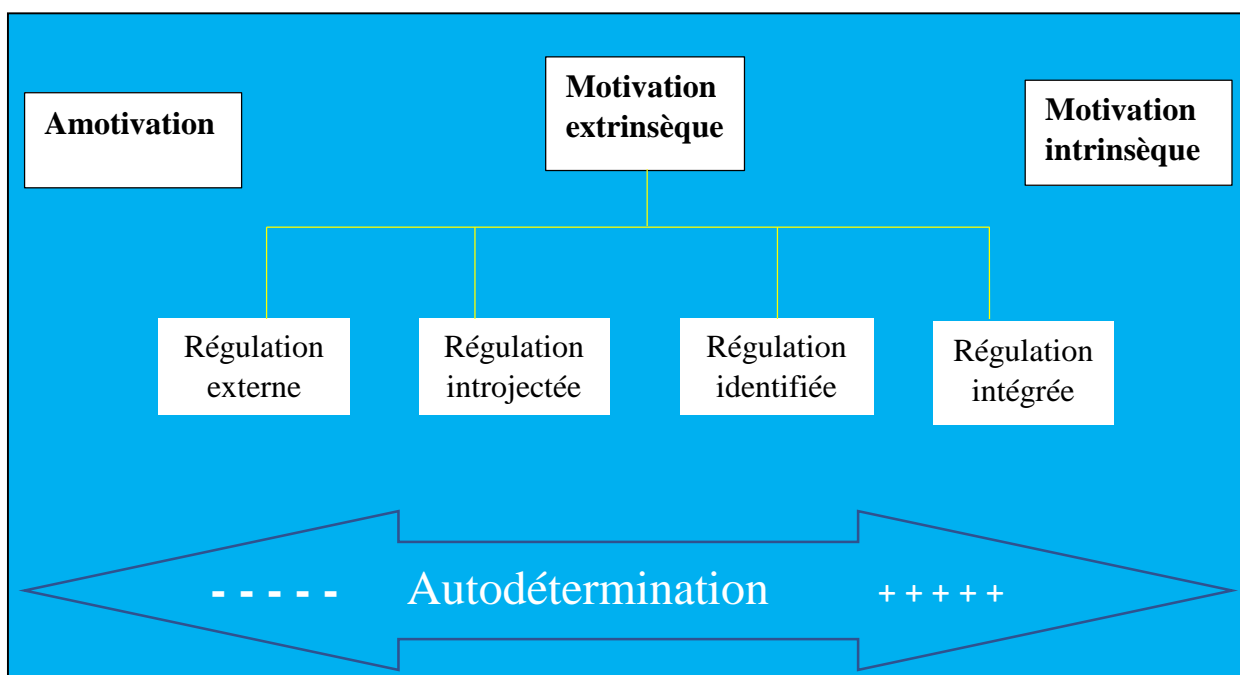 Amotivation
Motivation
extrinsèque
Motivation
intrinsèque
Régulation
externe
Régulation
introjectée
Régulation
identifiée
Régulation
intégrée
- - - - - Autodétermination + + + + +